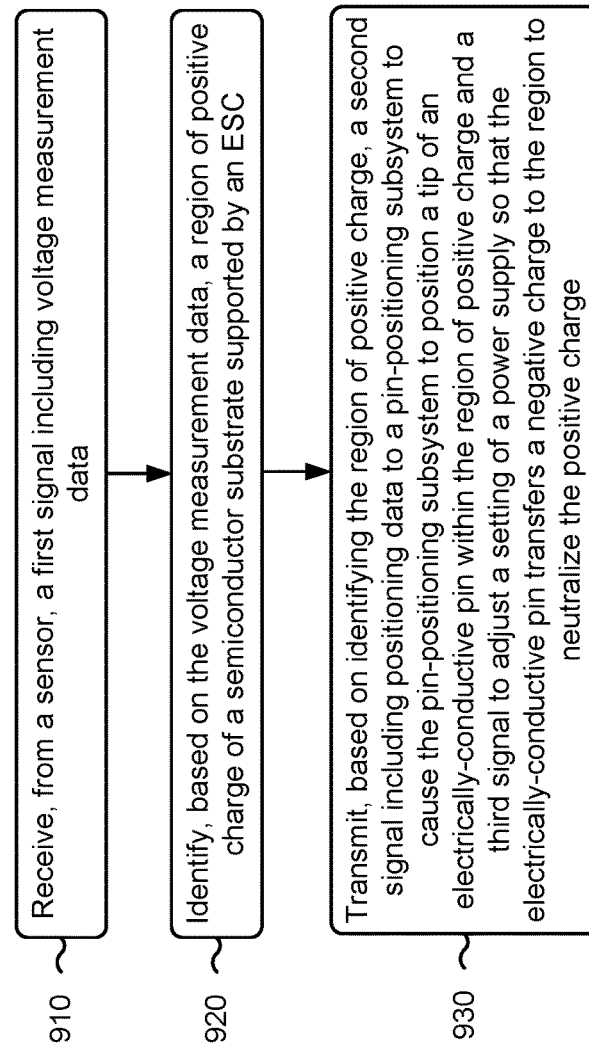 910
Receive, from a sensor, a first signal including voltage measurement
data
920
Identify, based on the voltage measurement data, a region of positive
charge of a semiconductor substrate supported by an ESC
930
Transmit, based on identifying the region of positive charge, a second
signal including positioning data to a pin-positioning subsystem to
cause the pin-positioning subsystem to position a tip of an
electrically-conductive pin within the region of positive charge and a
third signal to adjust a setting of a power supply so that the
electrically-conductive pin transfers a negative charge to the region to
neutralize the positive charge